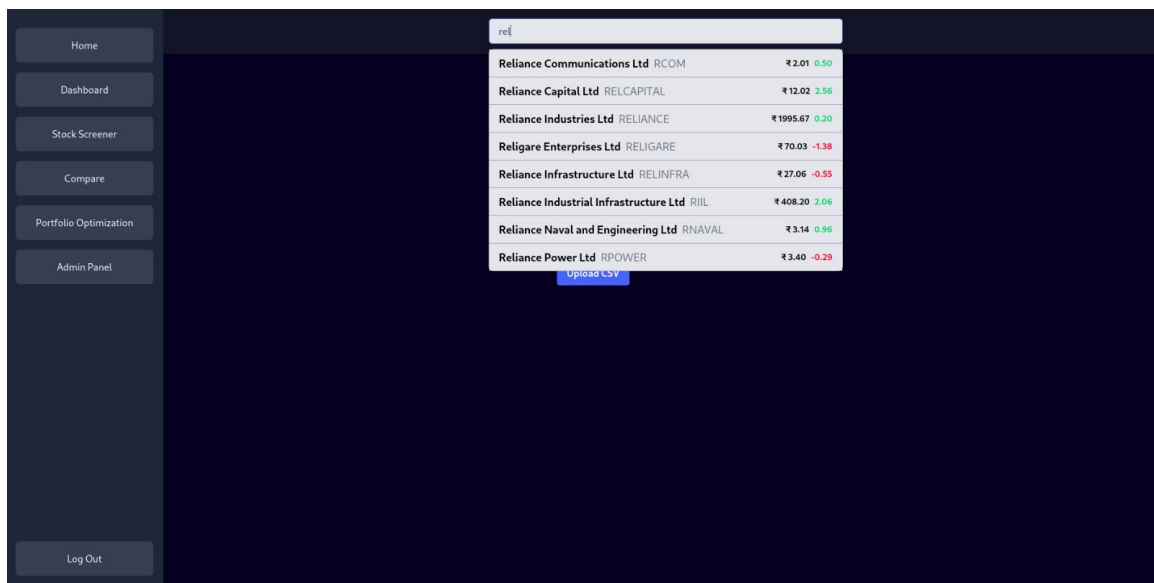 Home
Dashboard
Stock Screener
Compare
Portfolio Optimization
Admin Panel
Log Out
rel
Reliance Communications Ltd RCOM ₹ 2.01 0.50
Reliance Capital Ltd RELCAPITAL ₹ 12.02 2.56
Reliance Industries Ltd RELIANCE ₹ 1995.67 0.20
Religare Enterprises Ltd RELIGARE ₹ 70.03 -1.38
Reliance Infrastructure Ltd RELINFRA ₹ 27.06 -0.55
Reliance Industrial Infrastructure Ltd RIIL ₹ 408.20 2.06
Reliance Naval and Engineering Ltd RNAVAL ₹ 3.14 0.96
Reliance Power Ltd RPOWER ₹ 3.40 -0.29
Upload CSV